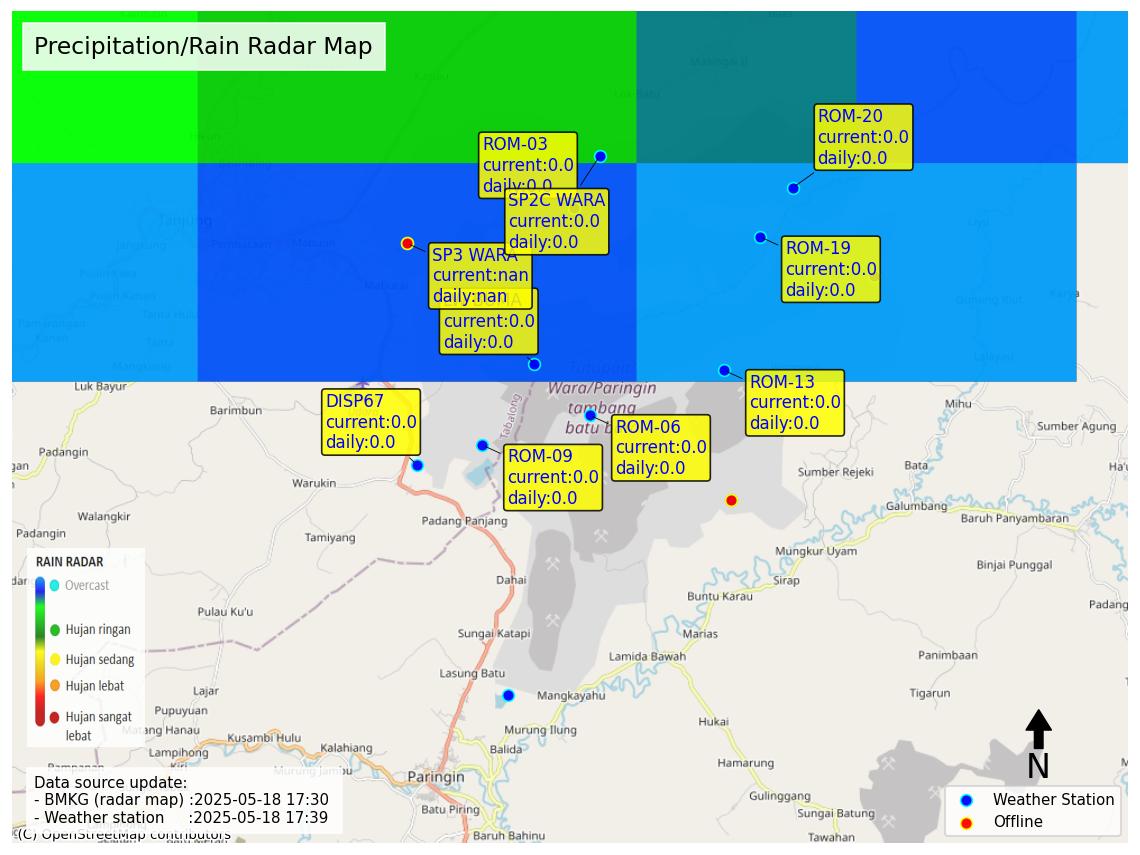 Precipitation/Rain Radar Map
ROM-20
current:0.0
daily:0.0
ROM-03
current:0.0
daily:0.0
SP2C WARA
current:0.0
daily:0.0
ROM-19
current:0.0
daily:0.0
SP3 WARA
current:nan
daily:nan
current:0.0
daily:0.0
Tutupan
Wara/Paringin
tambang
batu
ROM-13
current:0.0
daily:0.0
DISP67
current:0.0
daily:0.0
ROM-06
current:0.0
daily:0.0
ROM-09
current:0.0
daily:0.0
Tanjung
Mabuhai
Tabalong
Luk Bayur
Barimbun
Mihu
Sumber Agung
Warukin
Sumber Rejeki
Bata
Walangkir
Galumbang
Baruh Panyambaran
Padang Panjang
Padangin
Tamiyang
Mungkur Uyam
Binjai Punggal
Dahai
Sirap
Buntu Karau
Padang
Pulau Ku'u
Sungai Katapi
Marias
Lamida Bawah
Panimbaan
Lasung Batu
Lajar
Mangkayahu
Tigarun
Pupuyuan
Matang Hanau
Hukai
Murung Ilung
Kusambi Hulu
Kalahiang
Balida
Lampihong
Hamarung
Murung Jambu
Paringin
Gulinggang
Batu Piring
Sungai Batung
Baruh Bahinu
Tawahan
RAIN RADAR
Overcast
Hujan ringan
Hujan sedang
Hujan lebat
Hujan sangat
lebat
Data source update:
- BMKG (radar map) :2025-05-18 17:30
- Weather station :2025-05-18 17:39
(C) OpenStreetMap contributors
N
Weather Station
Offline